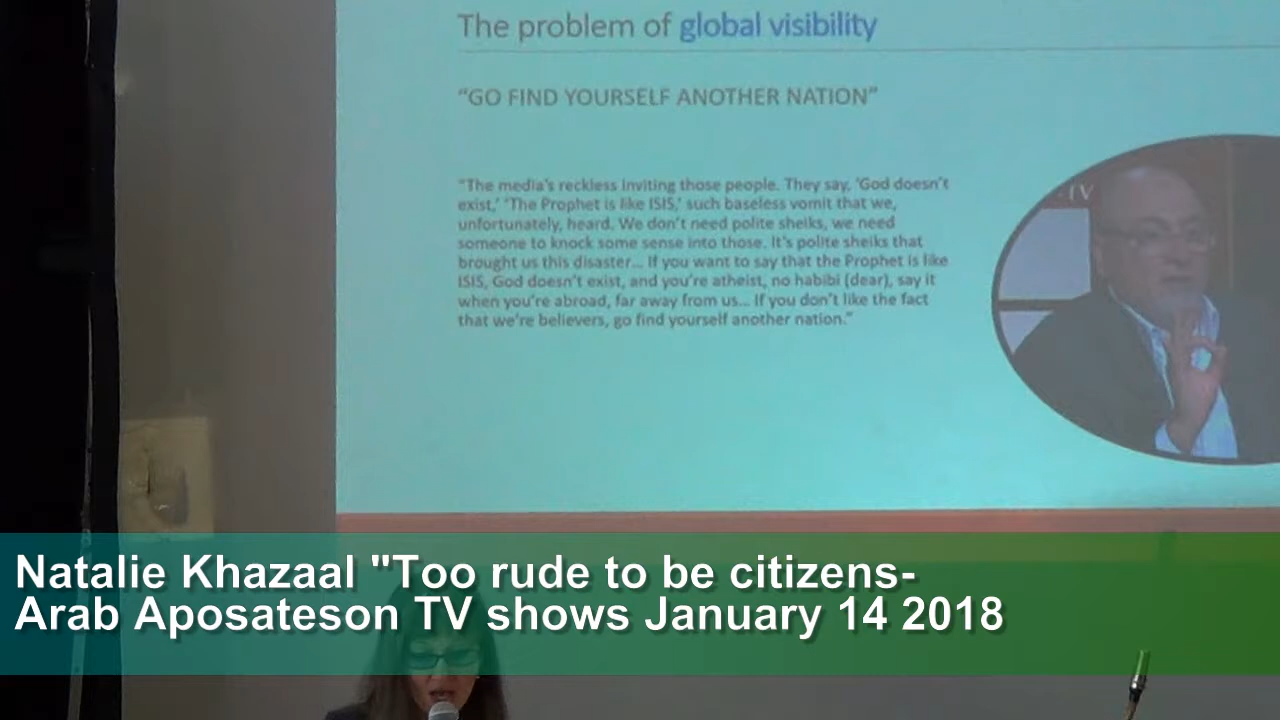 The problem of global visibility
“GO FIND YOURSELF ANOTHER NATION”
“The media’s reckless inviting those people. They say, ‘God doesn’t
exist,’ ‘The Prophet is like ISIS,’ such baseless vomit that we,
unfortunately, heard. We don’t need polite sheiks, we need
someone to knock some sense into those. It’s polite sheiks that
brought us this disaster... If you want to say that the Prophet is like
ISIS, God doesn’t exist, and you’re atheist, no habibi (dear), say it
when you’re abroad, far away from us... If you don’t like the fact
that we’re believers, go find yourself another nation.”
TV
Natalie Khazaal "Too rude to be citizens-
Arab Aposateson TV shows January 14 2018